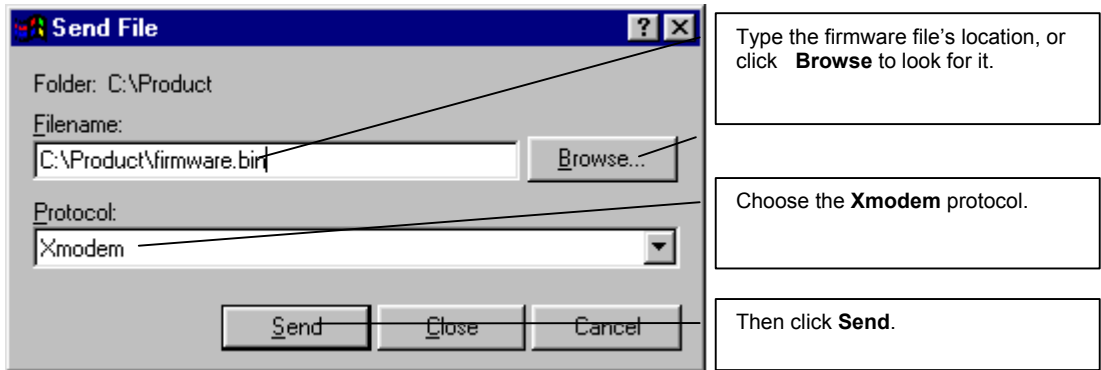 Send File
Folder: C:\Product
Filename:
C:\Product\firmware.bin
Browse...
Protocol:
Xmodem
Send
Close
Cancel
Type the firmware file’s location, or
click Browse to look for it.
Choose the Xmodem protocol.
Then click Send.